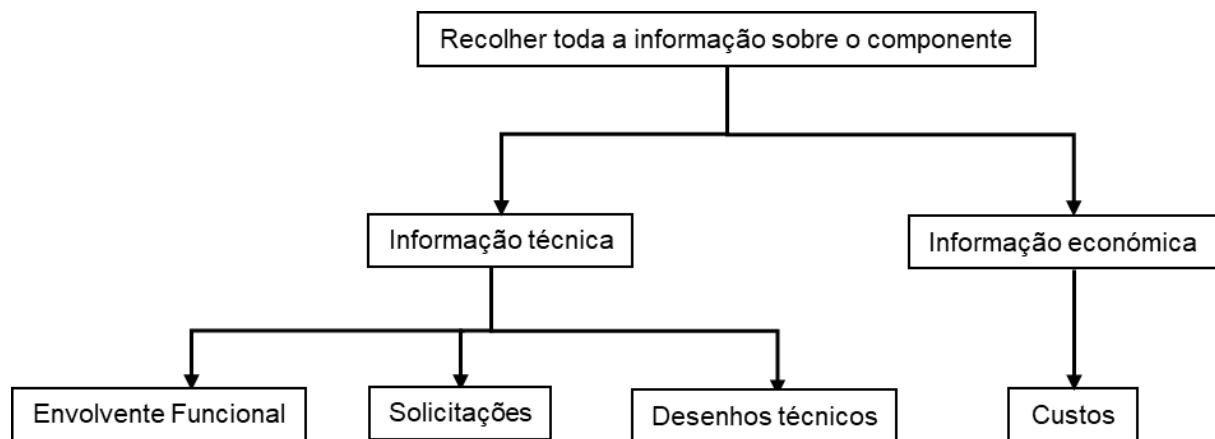 Recolher toda a informação sobre o componente
Informação técnica
Informação económica
Envolvente Funcional
Solicitações
Desenhos técnicos
Custos